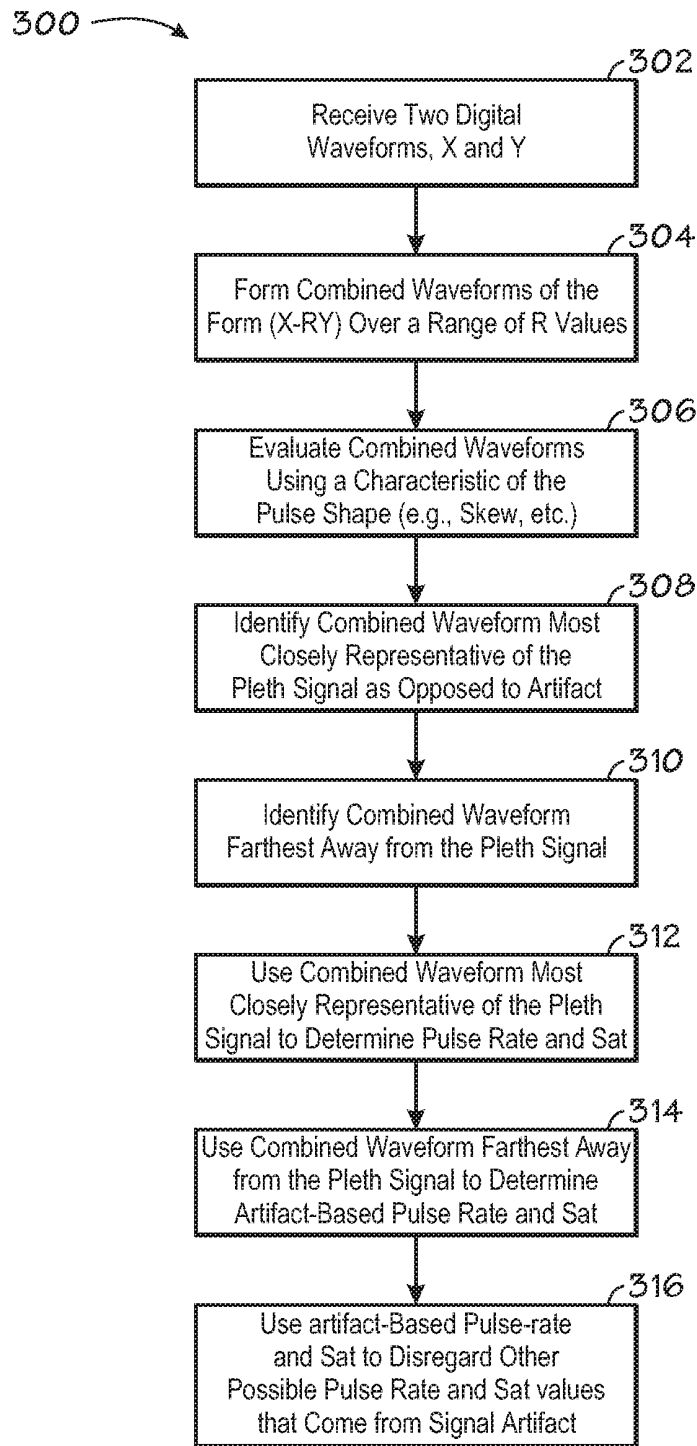 300
302
Receive Two Digital
Waveforms, X and Y
304
Form Combined Waveforms of the
Form (X-RY) Over a Range of R Values
306
Evaluate Combined Waveforms
Using a Characteristic of the
Pulse Shape (e.g., Skew, etc.)
308
Identify Combined Waveform Most
Closely Representative of the
Pleth Signal as Opposed to Artifact
310
Identify Combined Waveform
Farthest Away from the Pleth Signal
312
Use Combined Waveform Most
Closely Representative of the Pleth
Signal to Determine Pulse Rate and Sat
314
Use Combined Waveform Farthest Away
from the Pleth Signal to Determine
Artifact-Based Pulse Rate and Sat
316
Use artifact-Based Pulse-rate
and Sat to Disregard Other
Possible Pulse Rate and Sat values
that Come from Signal Artifact